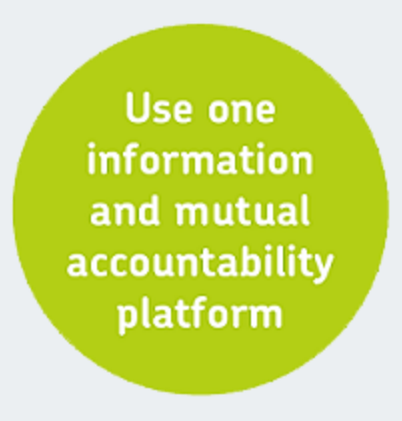 Use one
information
and mutual
accountability
platform